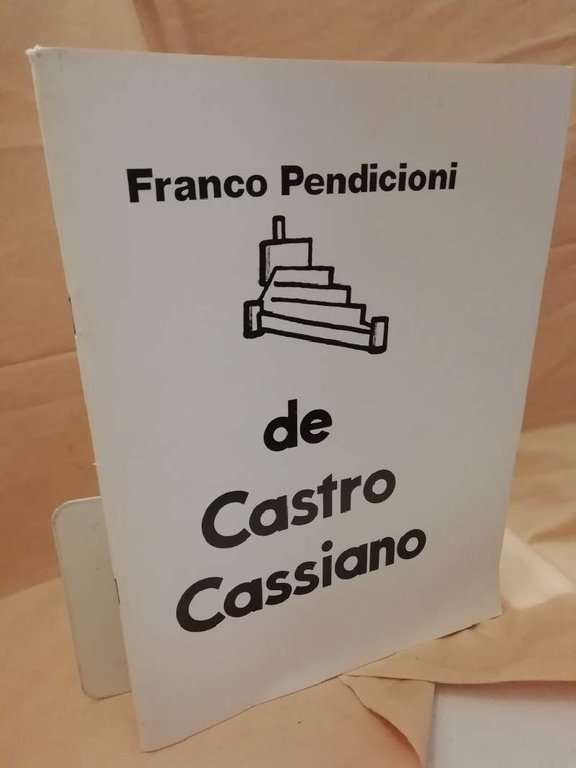 Franco Pendicioni
de
Castro
Cassiano